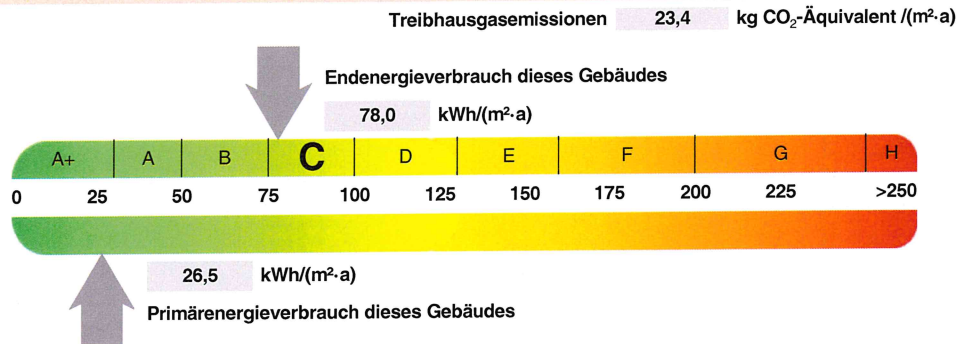 Treibhausgasemissionen 23,4 kg CO₂-Äquivalent /(m²·a)
Endenergieverbrauch dieses Gebäudes
78,0 kWh/(m²·a)
A+ A B C D E F G H
0 25 50 75 100 125 150 175 200 225 >250
26,5 kWh/(m²·a)
Primärenergieverbrauch dieses Gebäudes